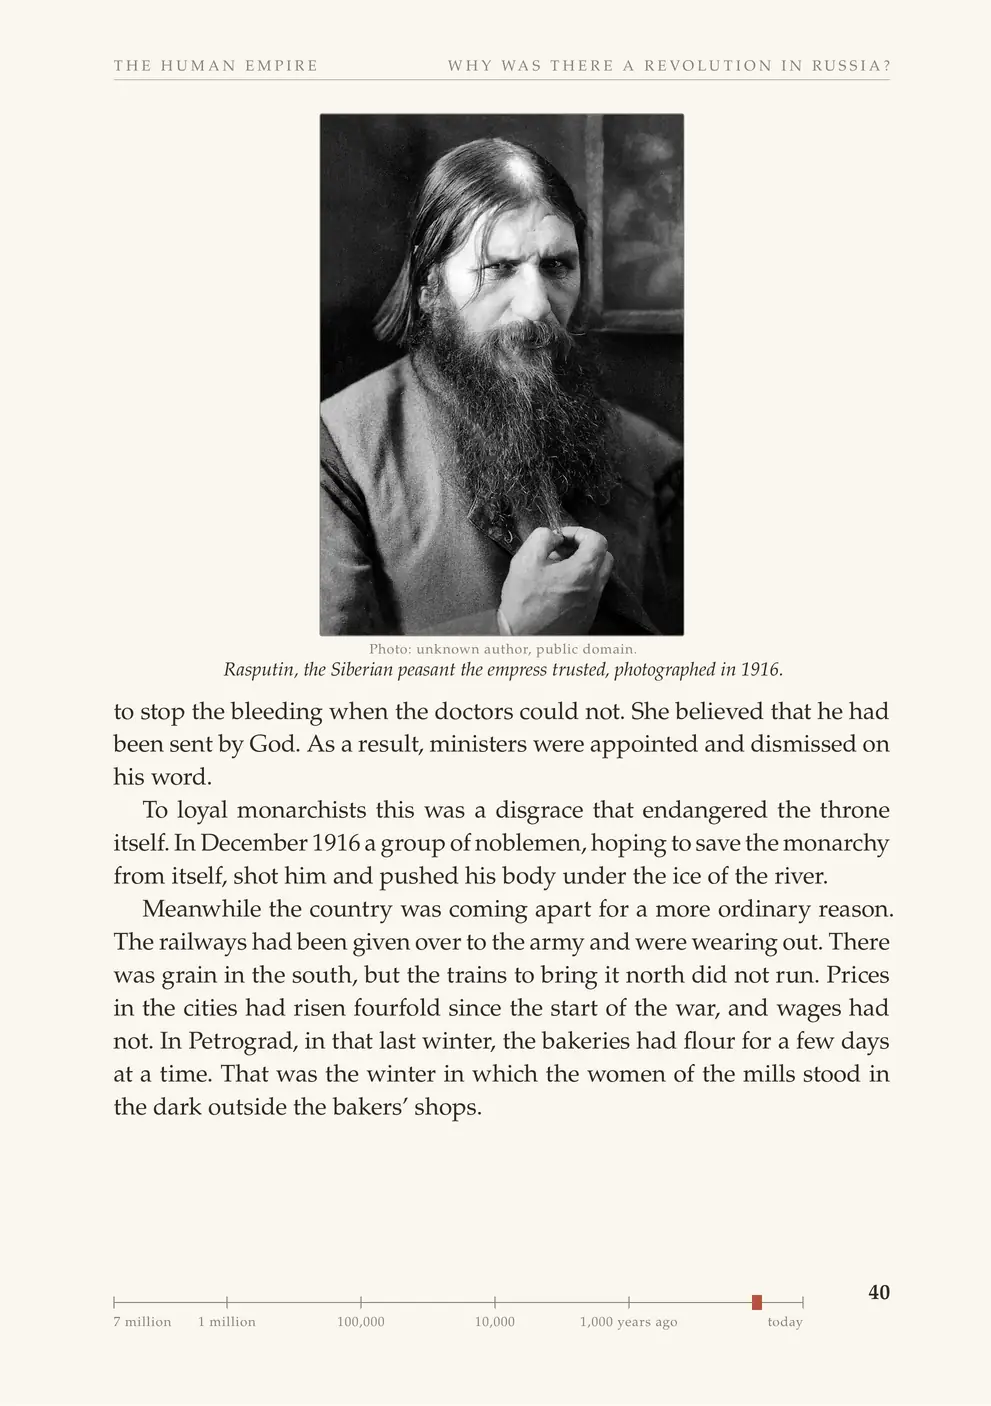 THE HUMAN EMPIRE
WHY WAS THERE A REVOLUTION IN RUSSIA?
Photo: unknown author, public domain.
Rasputin, the Siberian peasant the empress trusted, photographed in 1916.
to stop the bleeding when the doctors could not. She believed that he had
been sent by God. As a result, ministers were appointed and dismissed on
his word.
To loyal monarchists this was a disgrace that endangered the throne
itself. In December 1916 a group of noblemen, hoping to save the monarchy
from itself, shot him and pushed his body under the ice of the river.
Meanwhile the country was coming apart for a more ordinary reason.
The railways had been given over to the army and were wearing out. There
was grain in the south, but the trains to bring it north did not run. Prices
in the cities had risen fourfold since the start of the war, and wages had
not. In Petrograd, in that last winter, the bakeries had flour for a few days
at a time. That was the winter in which the women of the mills stood in
the dark outside the bakers’ shops.
40
7 million 1 million 100,000 10,000 1,000 years ago today